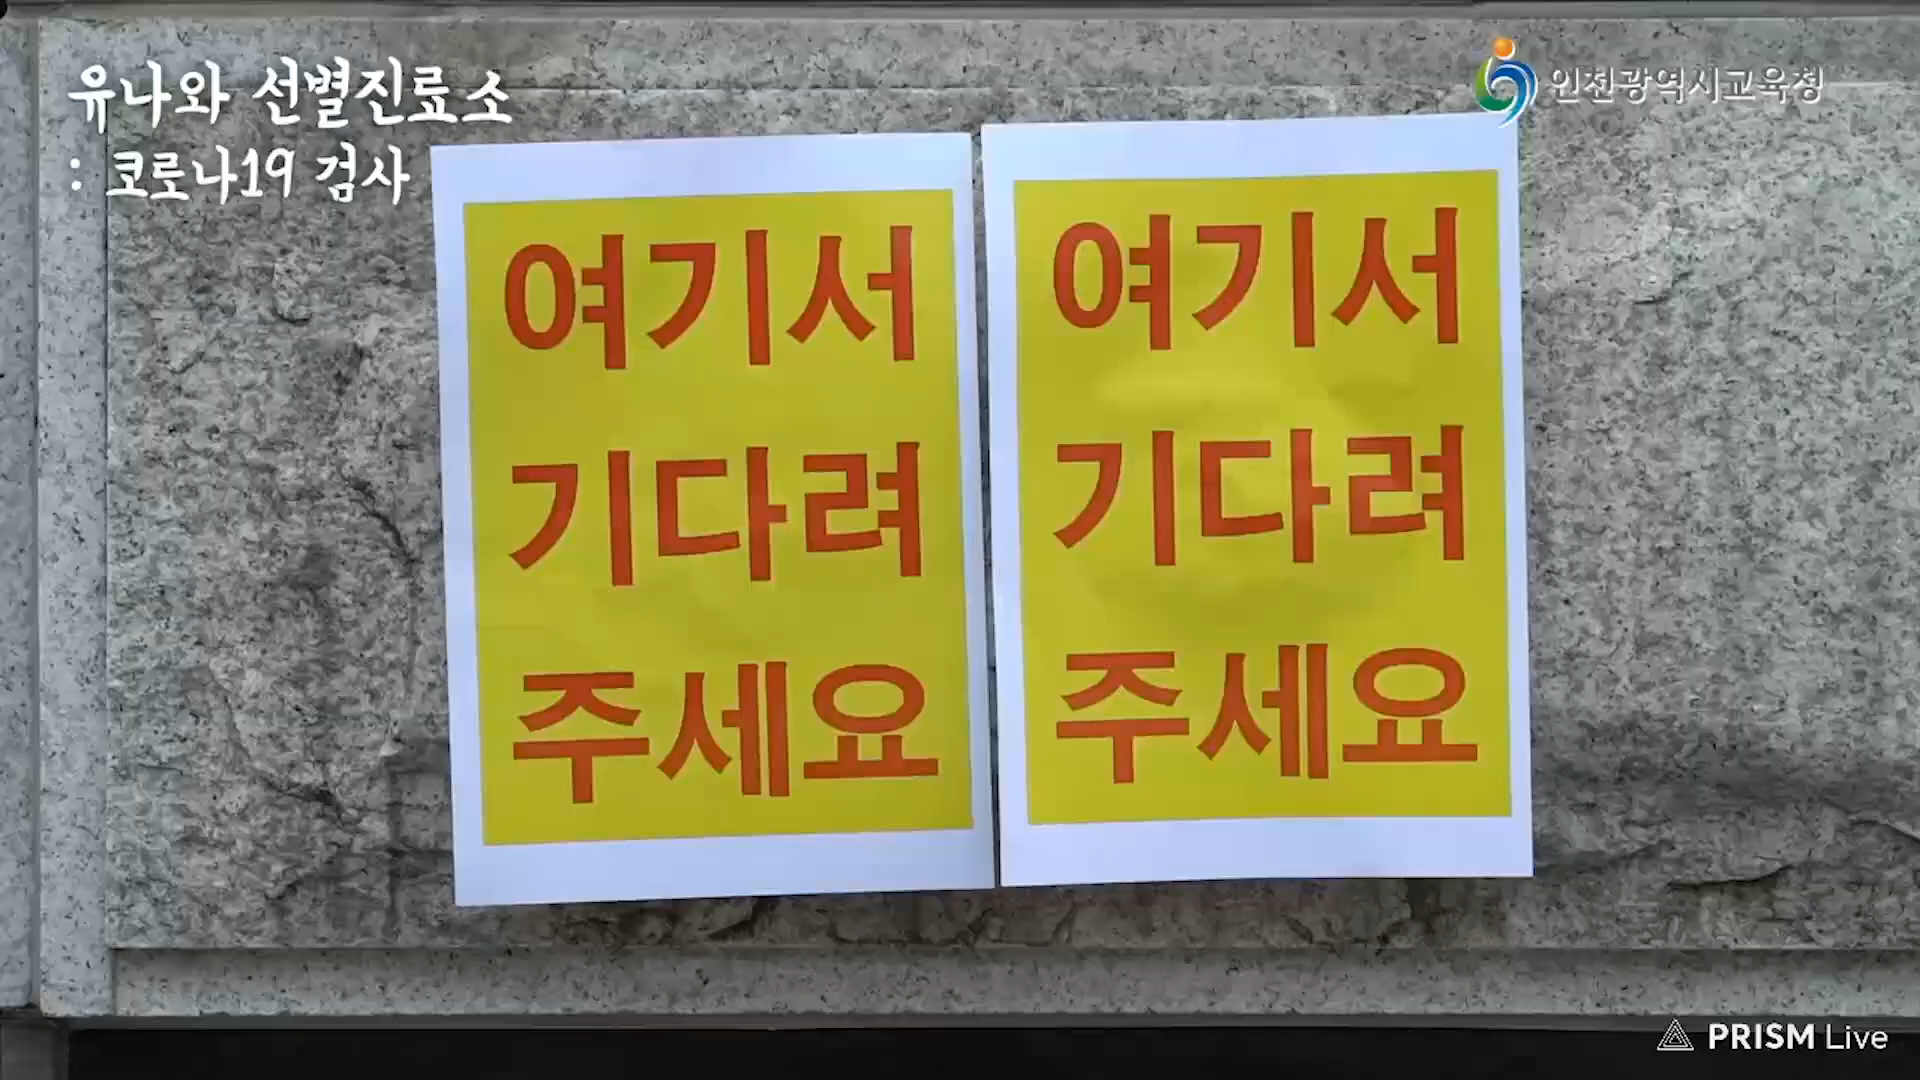 유나와 선별진료소
: 코로나19 검사
인천광역시교육청
여기서
기다려
주세요
여기서
기다려
주세요
PRISM Live